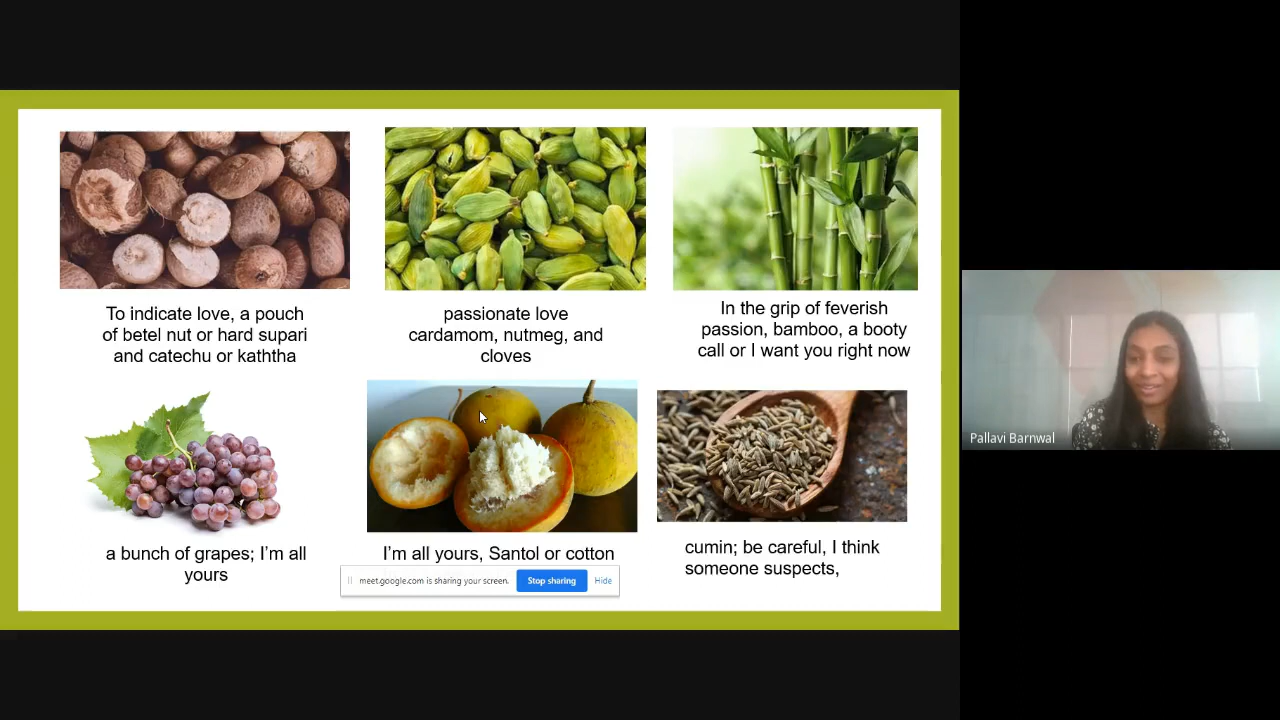 To indicate love, a pouch
of betel nut or hard supari
and catechu or kaththa
passionate love
cardamom, nutmeg, and
cloves
In the grip of feverish
passion, bamboo, a booty
call or I want you right now
a bunch of grapes; I’m all
yours
I’m all yours, Santol or cotton
cumin; be careful, I think
someone suspects,
meet.google.com is sharing your screen.
Stop sharing
Hide
Pallavi Barnwal